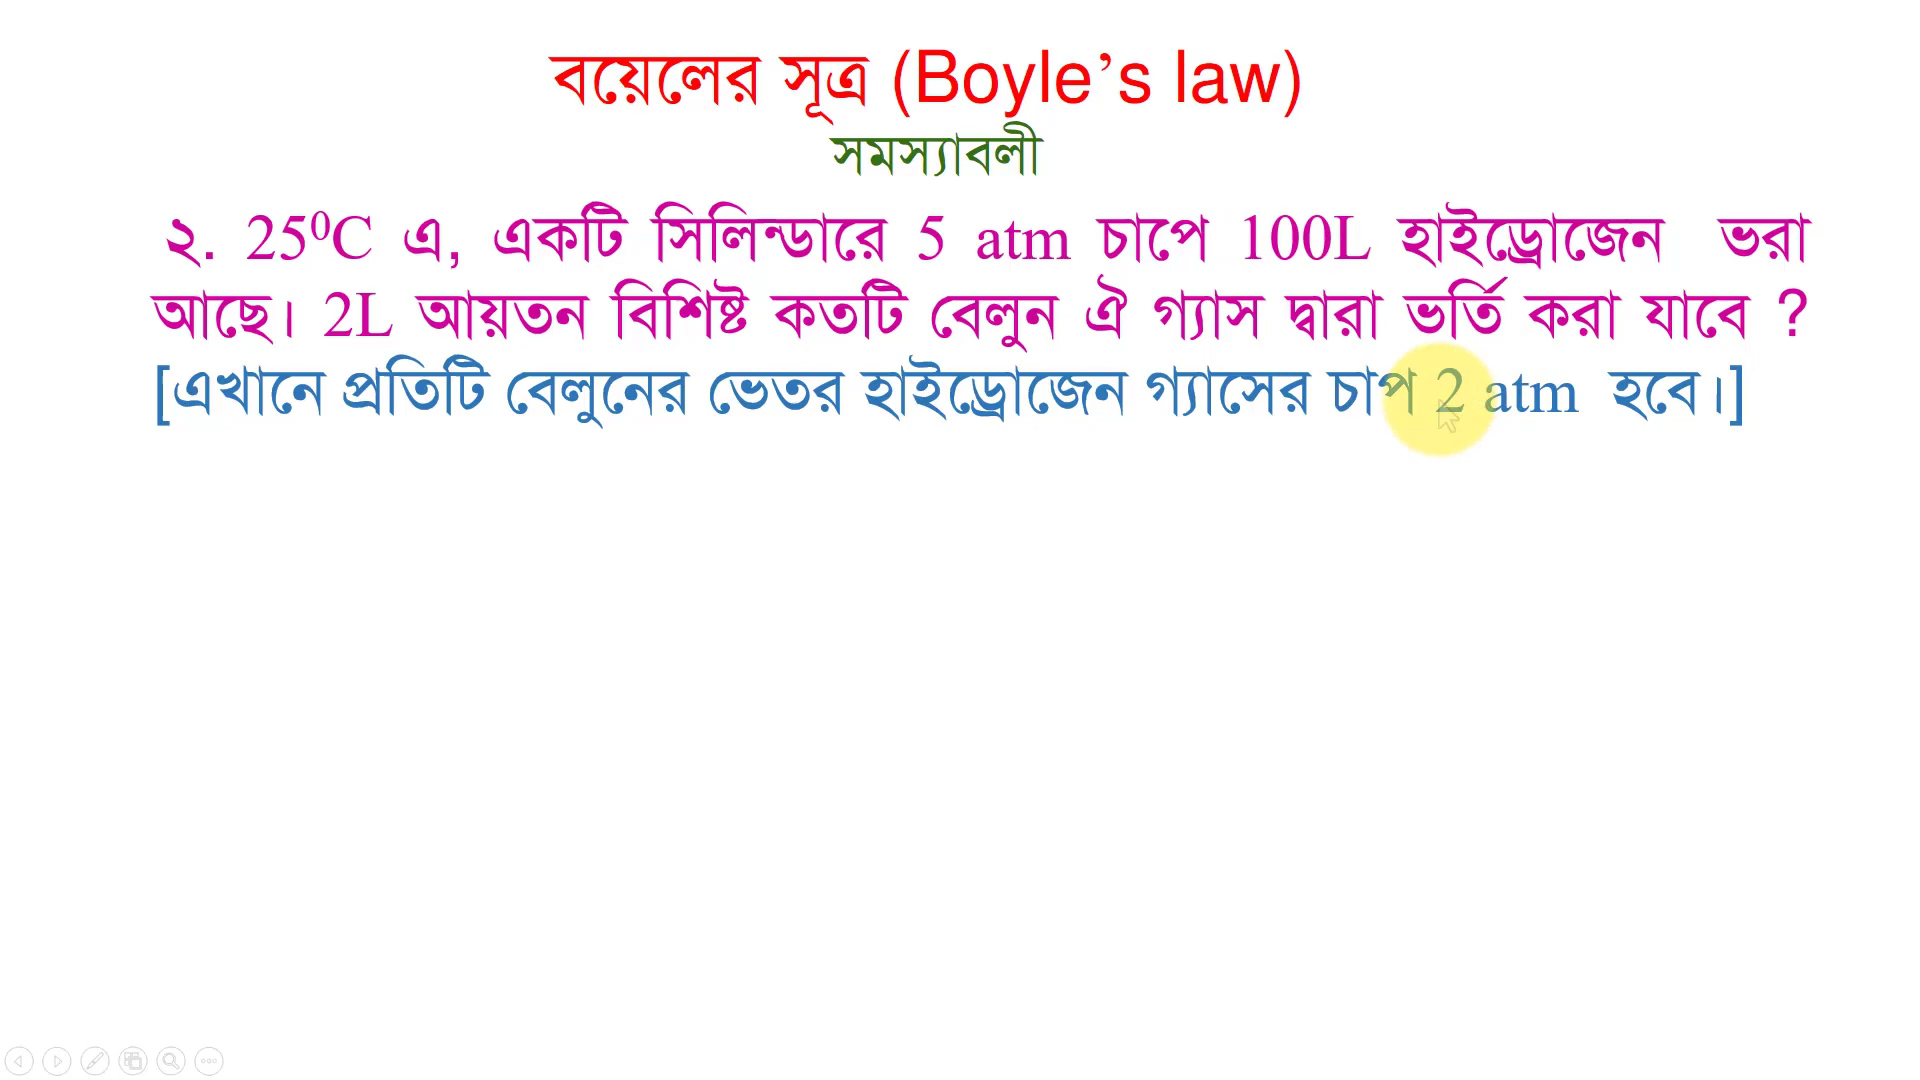 বয়েলের সূত্র (Boyle’s law)
সমস্যাবলী
২. 25⁰C এ, একটি সিলিন্ডারে 5 atm চাপে 100L হাইড্রোজেন ভরা
আছে। 2L আয়তন বিশিষ্ট কতটি বেলুন ঐ গ্যাস দ্বারা ভর্তি করা যাবে ?
[এখানে প্রতিটি বেলুনের ভেতর হাইড্রোজেন গ্যাসের চাপ 2 atm হবে।]